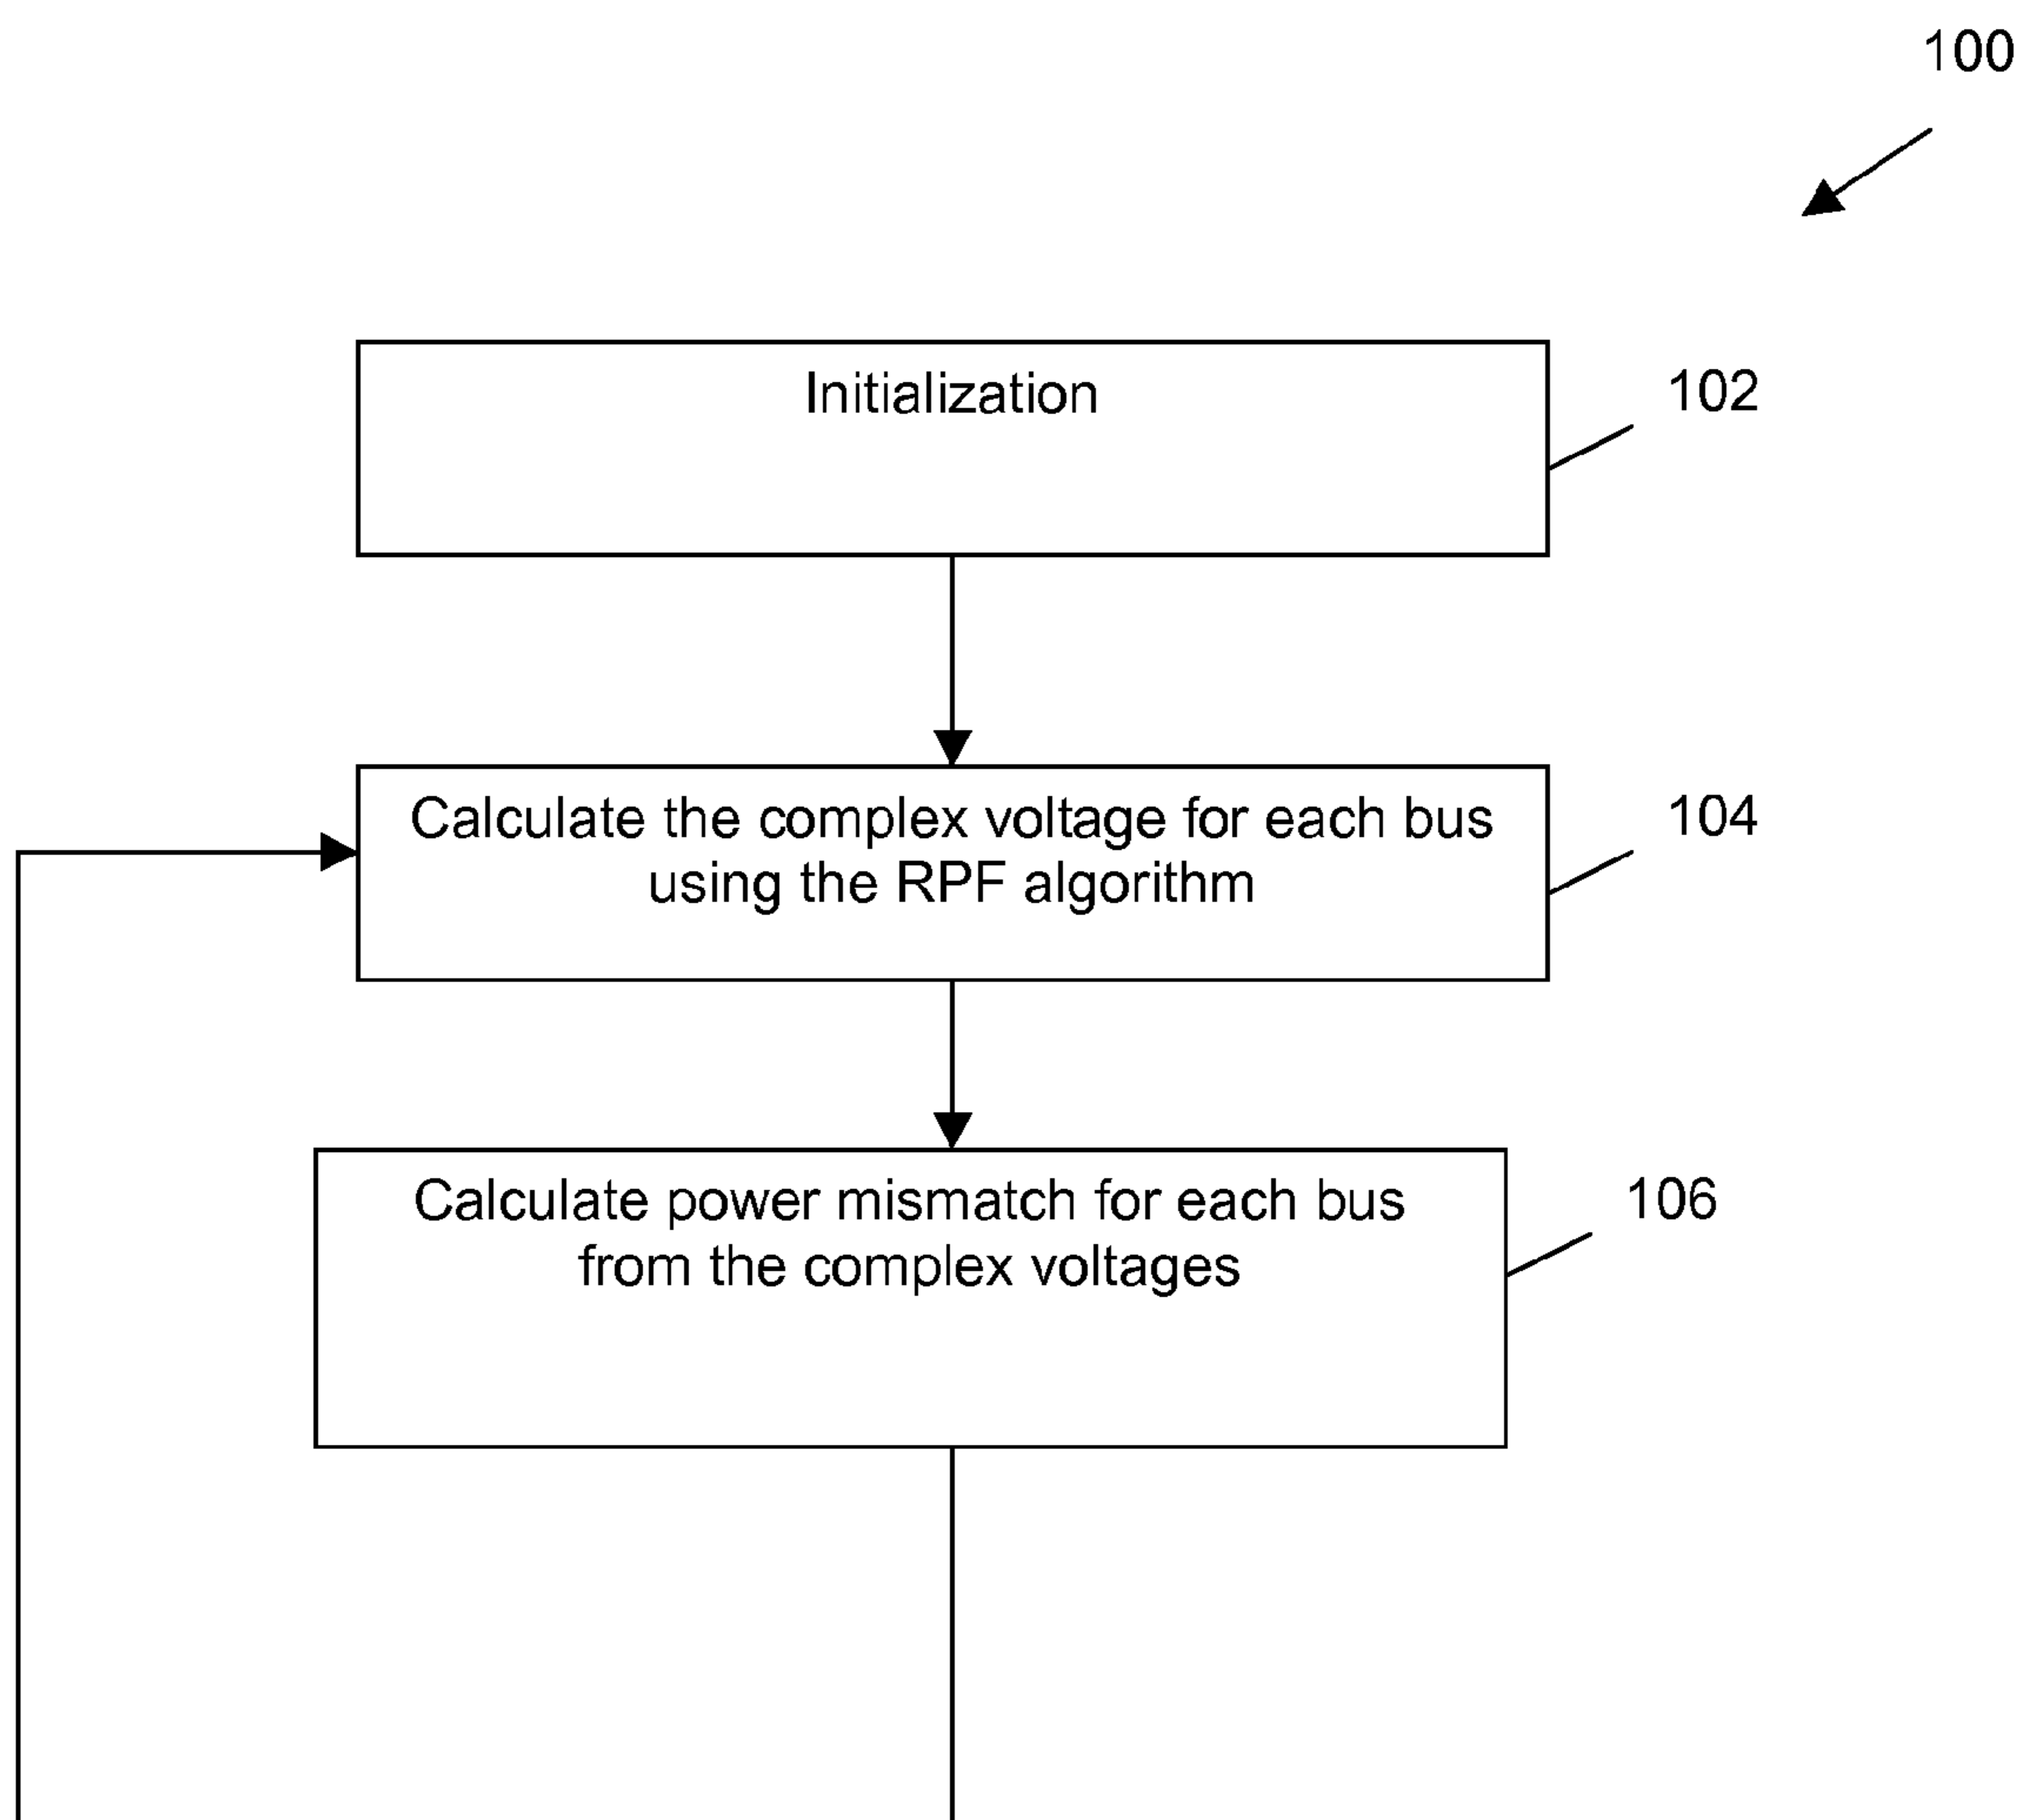 100
Initialization
102
Calculate the complex voltage for each bus
using the RPF algorithm
104
Calculate power mismatch for each bus
from the complex voltages
106